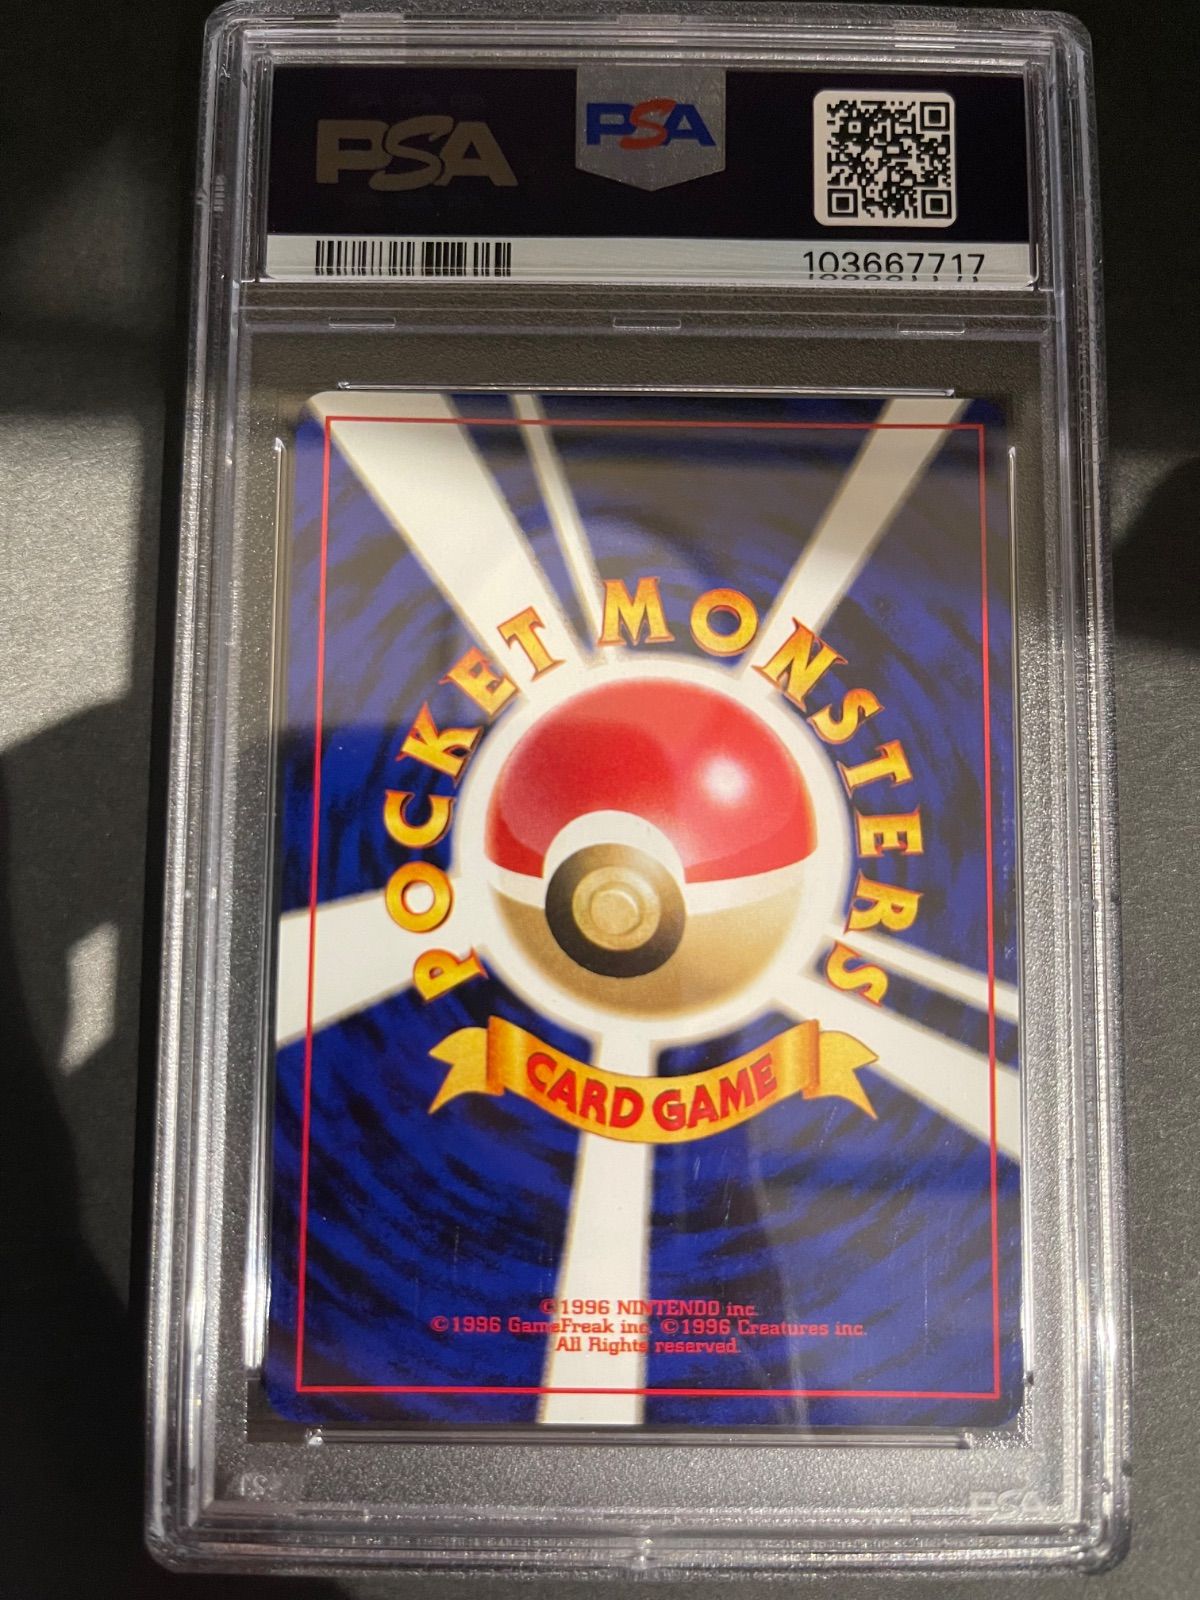 PSA
PSA
103667717
POCKET MONSTERS
CARD GAME
©1996 NINTENDO inc.
©1996 GameFreak inc. ©1996 Creatures inc.
All Rights reserved.
PSA